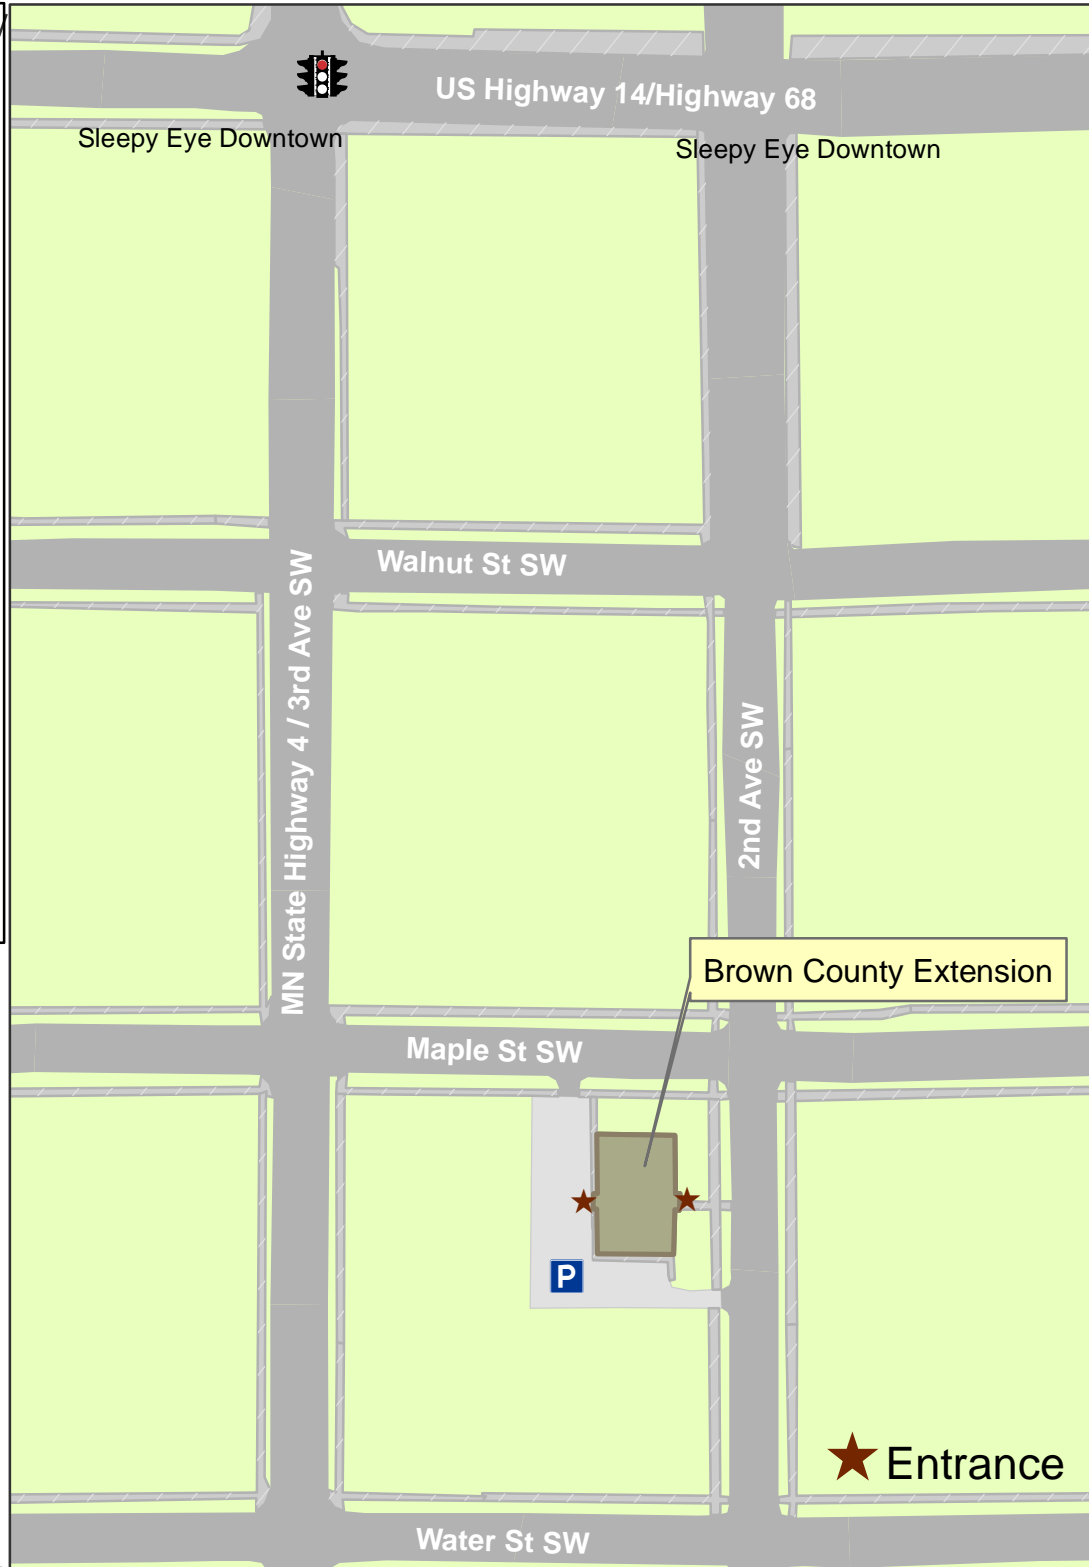 US Highway 14/Highway 68
Sleepy Eye Downtown
Sleepy Eye Downtown
Walnut St SW
MN State Highway 4 / 3rd Ave SW
2nd Ave SW
Brown County Extension
Maple St SW
P
Entrance
Water St SW